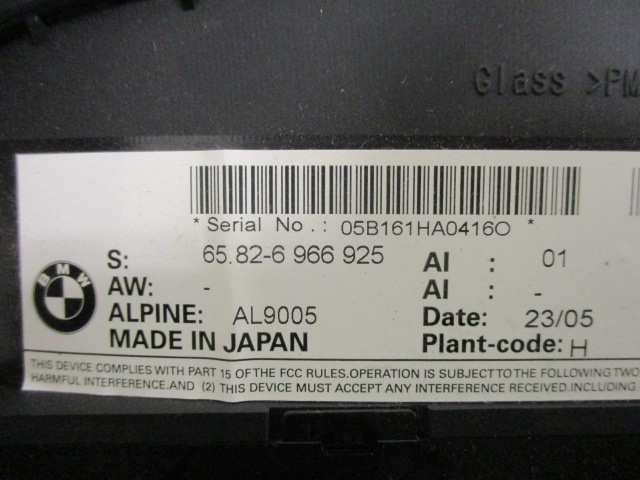 Glass >PM
* Serial No.: 05B161HA0416O *
BMW
S: 65.82-6 966 925 AI : 01
AW: - AI : -
ALPINE: AL9005 Date: 23/05
MADE IN JAPAN Plant-code: H
THIS DEVICE COMPLIES WITH PART 15 OF THE FCC RULES. OPERATION IS SUBJECT TO THE FOLLOWING TWO
HARMFUL INTERFERENCE.AND (2) THIS DEVICE MUST ACCEPT ANY INTERFERENCE RECEIVED.INCLUDING